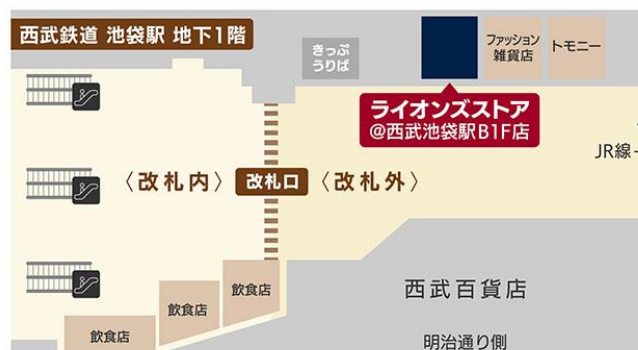 西武鉄道 池袋駅 地下1階
きっぷ
うりば
ファッション
雑貨店
トモニー
ライオンズストア
@西武池袋駅B1F店
JR線
〈改札内〉
改札口
〈改札外〉
飲食店
飲食店
飲食店
西武百貨店
明治通り側